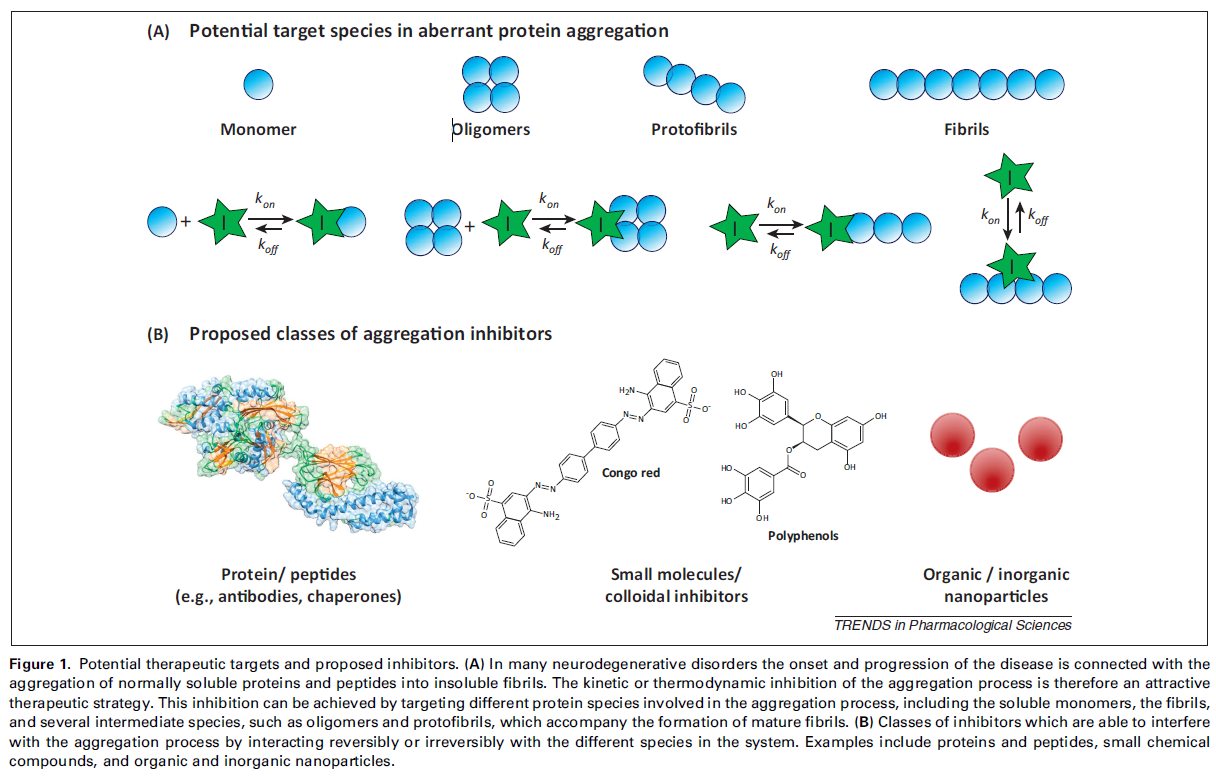 (A) Potential target species in aberrant protein aggregation
Monomer
Oligomers
Protofibrils
Fibrils
+ I kon koff I
+ I kon koff I
I kon koff I
I
kon koff
I
(B) Proposed classes of aggregation inhibitors
H2N
N=N
O
S
O
O-
Congo red
-O
O
S
O
N=N
NH2
OH
HO
HO
HO
O
OH
O
OH
O
HO
HO
OH
Polyphenols
Protein/ peptides
(e.g., antibodies, chaperones)
Small molecules/
colloidal inhibitors
Organic / inorganic
nanoparticles
TRENDS in Pharmacological Sciences
Figure 1. Potential therapeutic targets and proposed inhibitors. (A) In many neurodegenerative disorders the onset and progression of the disease is connected with the
aggregation of normally soluble proteins and peptides into insoluble fibrils. The kinetic or thermodynamic inhibition of the aggregation process is therefore an attractive
therapeutic strategy. This inhibition can be achieved by targeting different protein species involved in the aggregation process, including the soluble monomers, the fibrils,
and several intermediate species, such as oligomers and protofibrils, which accompany the formation of mature fibrils. (B) Classes of inhibitors which are able to interfere
with the aggregation process by interacting reversibly or irreversibly with the different species in the system. Examples include proteins and peptides, small chemical
compounds, and organic and inorganic nanoparticles.